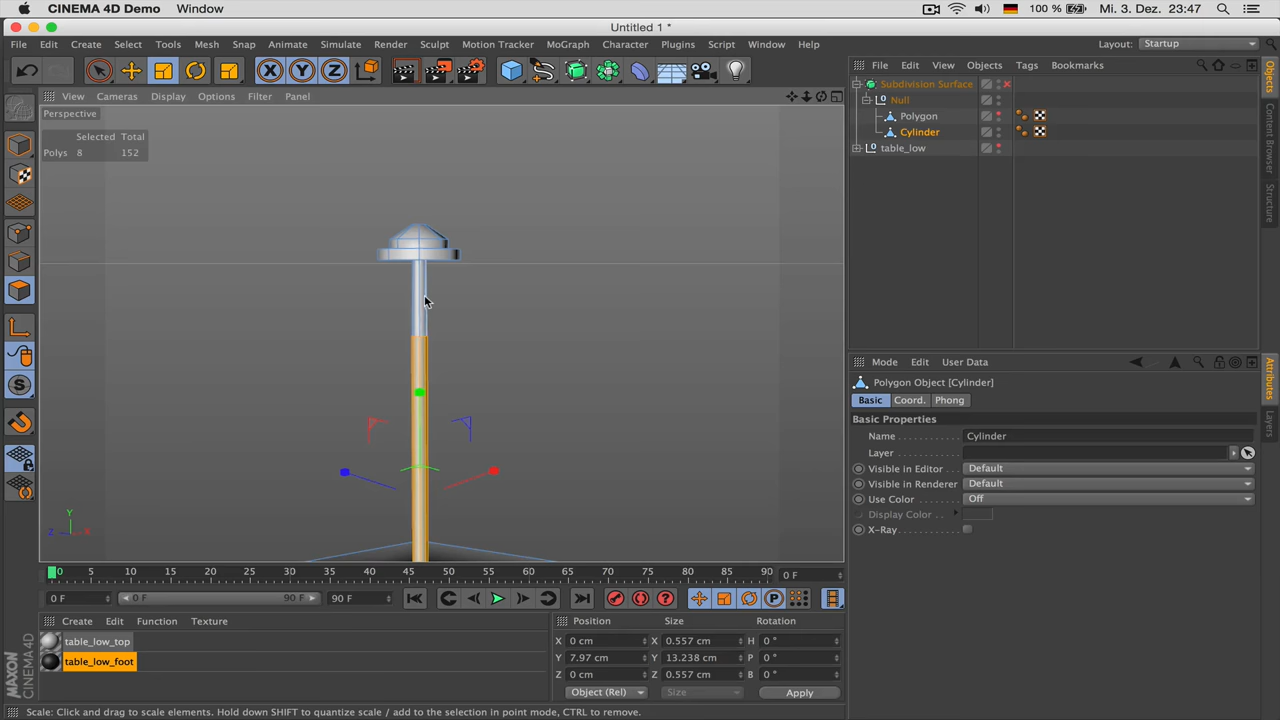 CINEMA 4D Demo Window 100 % Mi. 3. Dez. 23:47
Untitled 1 *
File Edit Create Select Tools Mesh Snap Animate Simulate Render Sculpt Motion Tracker MoGraph Character Plugins Script Window Help Layout: Startup
X Y Z
File Edit View Objects Tags Bookmarks
View Cameras Display Options Filter Panel
Perspective
Selected Total
Polys 8 152
Subdivision Surface
Null
Polygon
Cylinder
table_low
Objects
Content Browser
Structure
Mode Edit User Data
Polygon Object [Cylinder]
Basic Coord. Phong
Basic Properties
Name Cylinder
Layer
Visible in Editor Default
Visible in Renderer Default
Use Color Off
Display Color
X-Ray
Attributes
Layers
S
Y
Z X
0 5 10 15 20 25 30 35 40 45 50 55 60 65 70 75 80 85 90 0 F
0 F 0 F 90 F 90 F
P
Create Edit Function Texture
table_low_top
table_low_foot
Position Size Rotation
X 0 cm X 0.557 cm H 0 °
Y 7.97 cm Y 13.238 cm P 0 °
Z 0 cm Z 0.557 cm B 0 °
Object (Rel) Size Apply
MAXON
CINEMA 4D
Scale: Click and drag to scale elements. Hold down SHIFT to quantize scale / add to the selection in point mode, CTRL to remove.